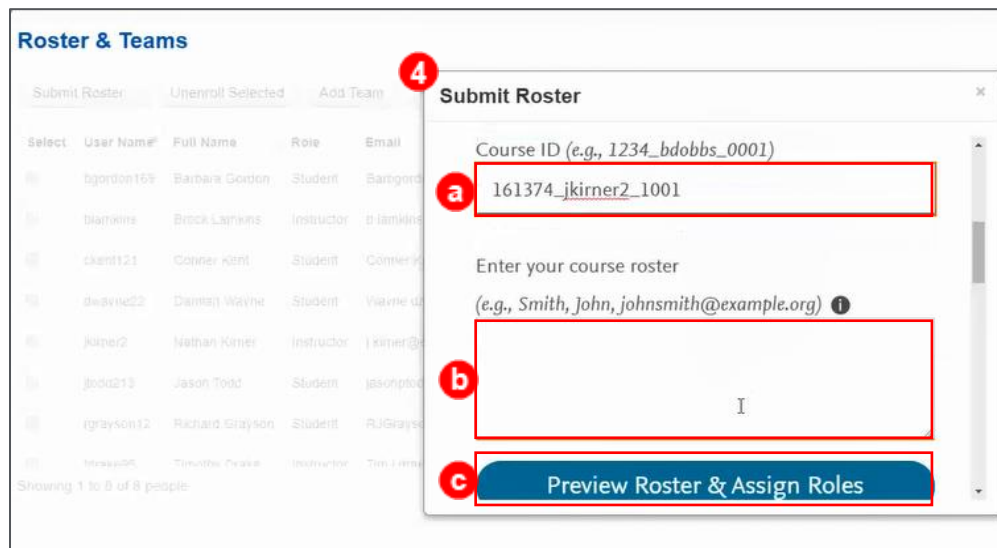 Roster & Teams
4
Submit Roster Unenroll Selected Add Team
Submit Roster ×
Select User Name Full Name Role Email
Course ID (e.g., 1234_bdobbs_0001)
bgordon169 Barbara Gordon Student
a 161374_jkirner2_1001
Instructor
ckent121 Conner Kent Student
Enter your course roster
(e.g., Smith, John, johnsmith@example.org) i
dwayne22 Damian Wayne Student
jkirner2 Nathan Kirner Instructor
b
jtodd213 Jason Todd Student
rgrayson12 Richard Grayson Student
Timothy Drake Instructor
c Preview Roster & Assign Roles
Showing 1 to 8 of 8 people